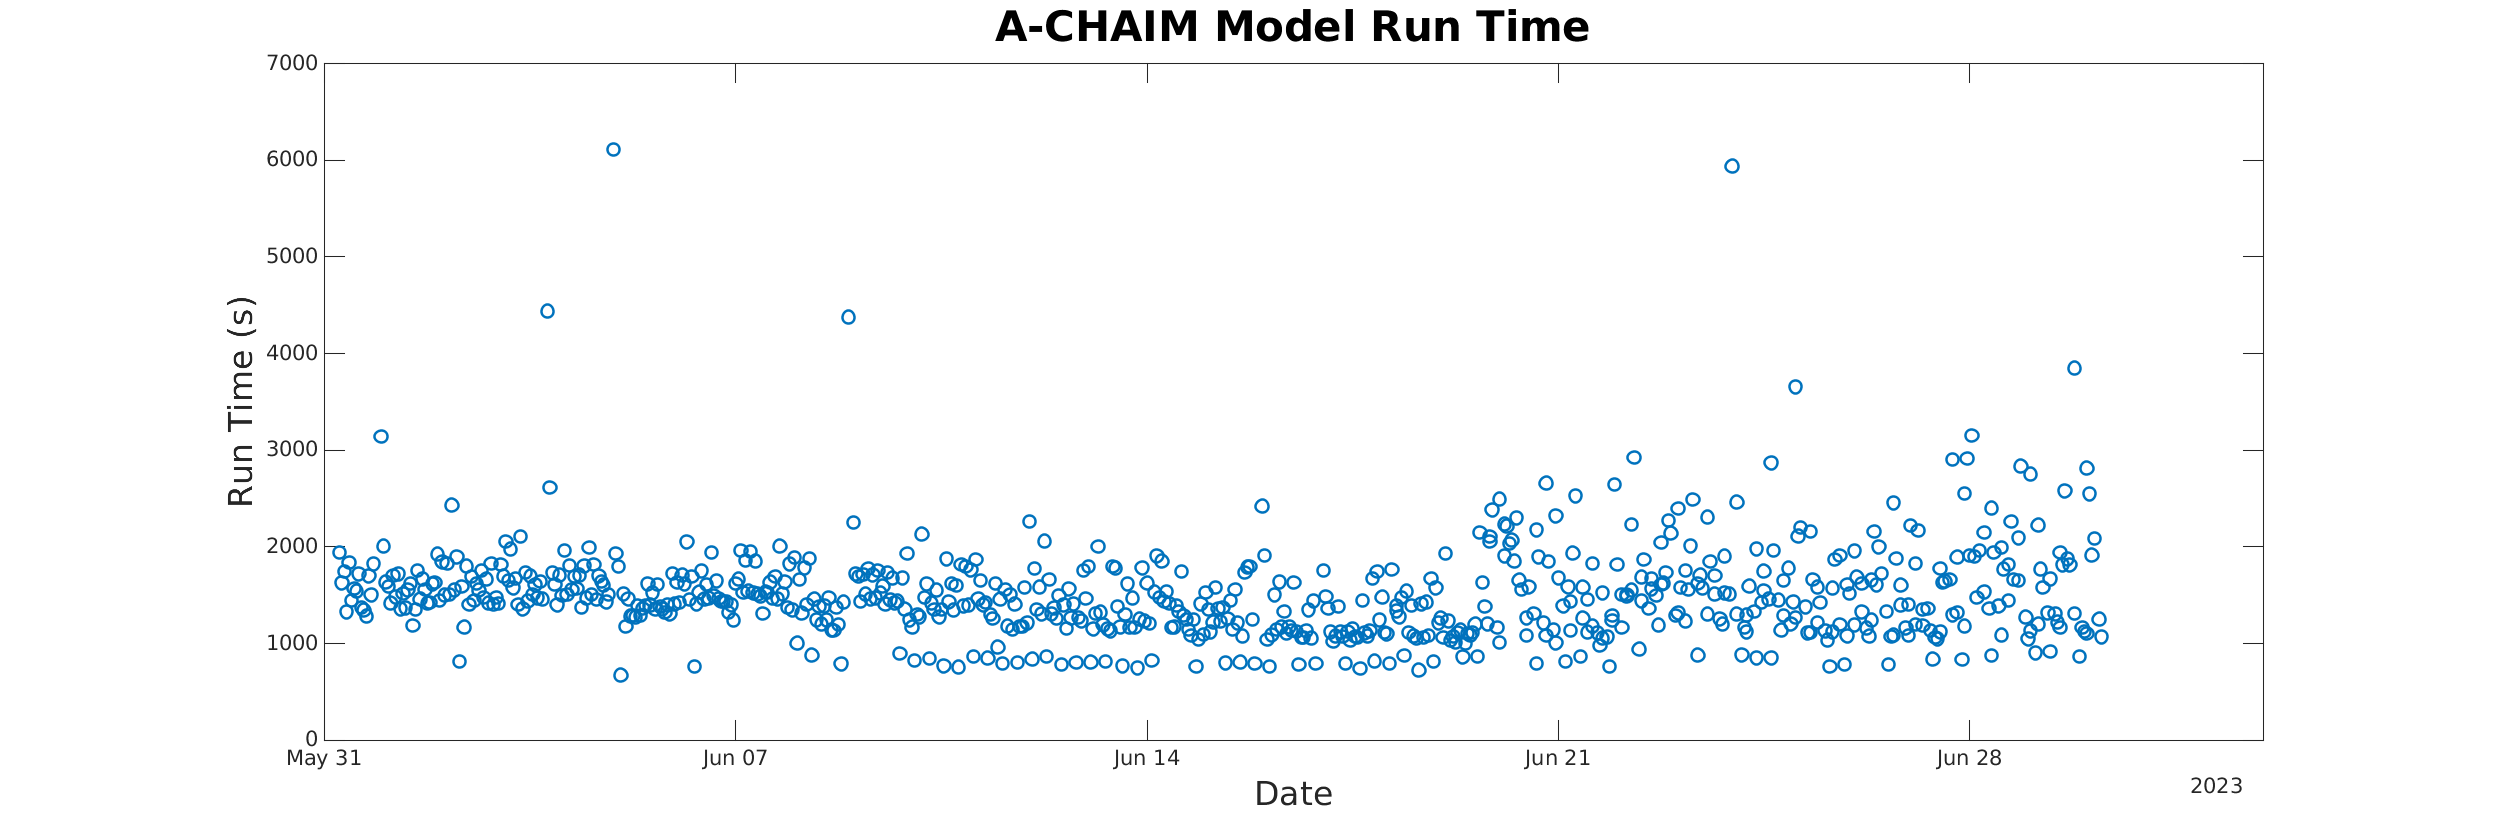 A-CHAIM Model Run Time
7000
6000
5000
4000
3000
2000
1000
0
Run Time (s)
May 31
Jun 07
Jun 14
Jun 21
Jun 28
2023
Date